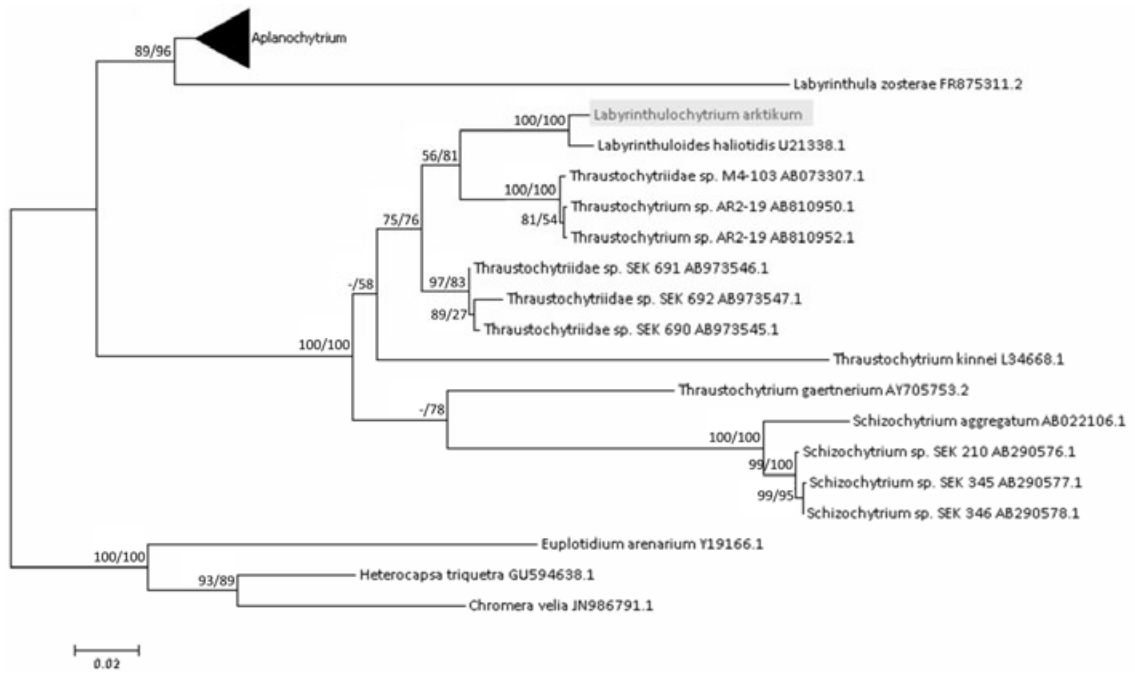 Aplanochytrium
89/96
Labyrinthula zosterae FR875311.2
Labyrinthulochytrium arktikum
100/100
Labyrinthuloides haliotidis U21338.1
56/81
Thraustochytriidae sp. M4-103 AB073307.1
100/100
Thraustochytrium sp. AR2-19 AB810950.1
81/54
75/76
Thraustochytrium sp. AR2-19 AB810952.1
Thraustochytriidae sp. SEK 691 AB973546.1
97/83
-/58
Thraustochytriidae sp. SEK 692 AB973547.1
89/27
Thraustochytriidae sp. SEK 690 AB973545.1
100/100
Thraustochytrium kinnei L34668.1
Thraustochytrium gaertnerium AY705753.2
-/78
Schizochytrium aggregatum AB022106.1
100/100
Schizochytrium sp. SEK 210 AB290576.1
99/100
Schizochytrium sp. SEK 345 AB290577.1
99/95
Schizochytrium sp. SEK 346 AB290578.1
Euplotidium arenarium Y19166.1
100/100
Heterocapsa triquetra GU594638.1
93/89
Chromera velia JN986791.1
0.02